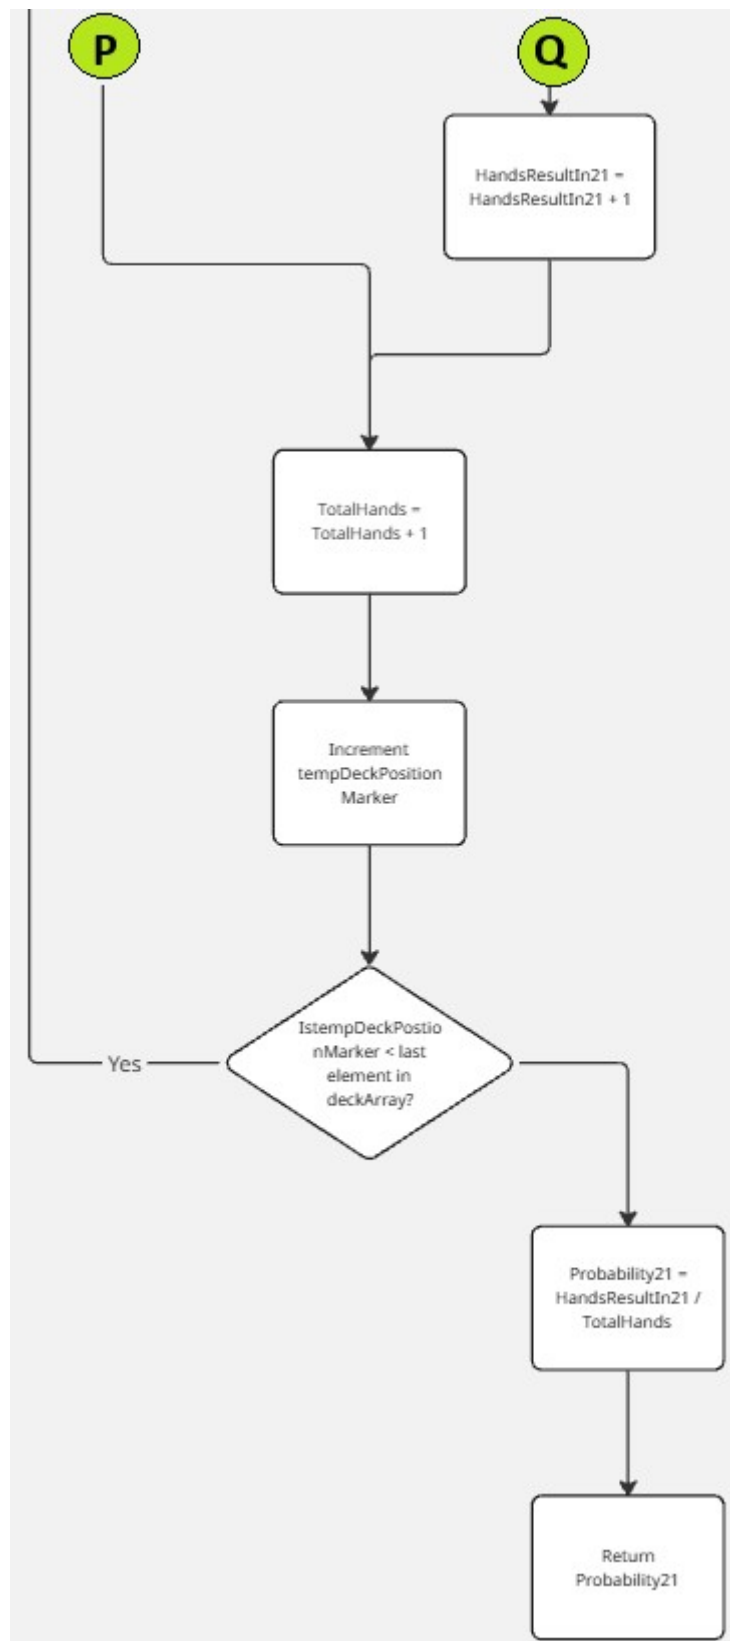 P
Q
HandsResultIn21 =
HandsResultIn21 + 1
TotalHands =
TotalHands + 1
Increment
tempDeckPosition
Marker
IstempDeckPostio
nMarker < last
element in
deckArray?
Yes
Probability21 =
HandsResultIn21 /
TotalHands
Return
Probability21